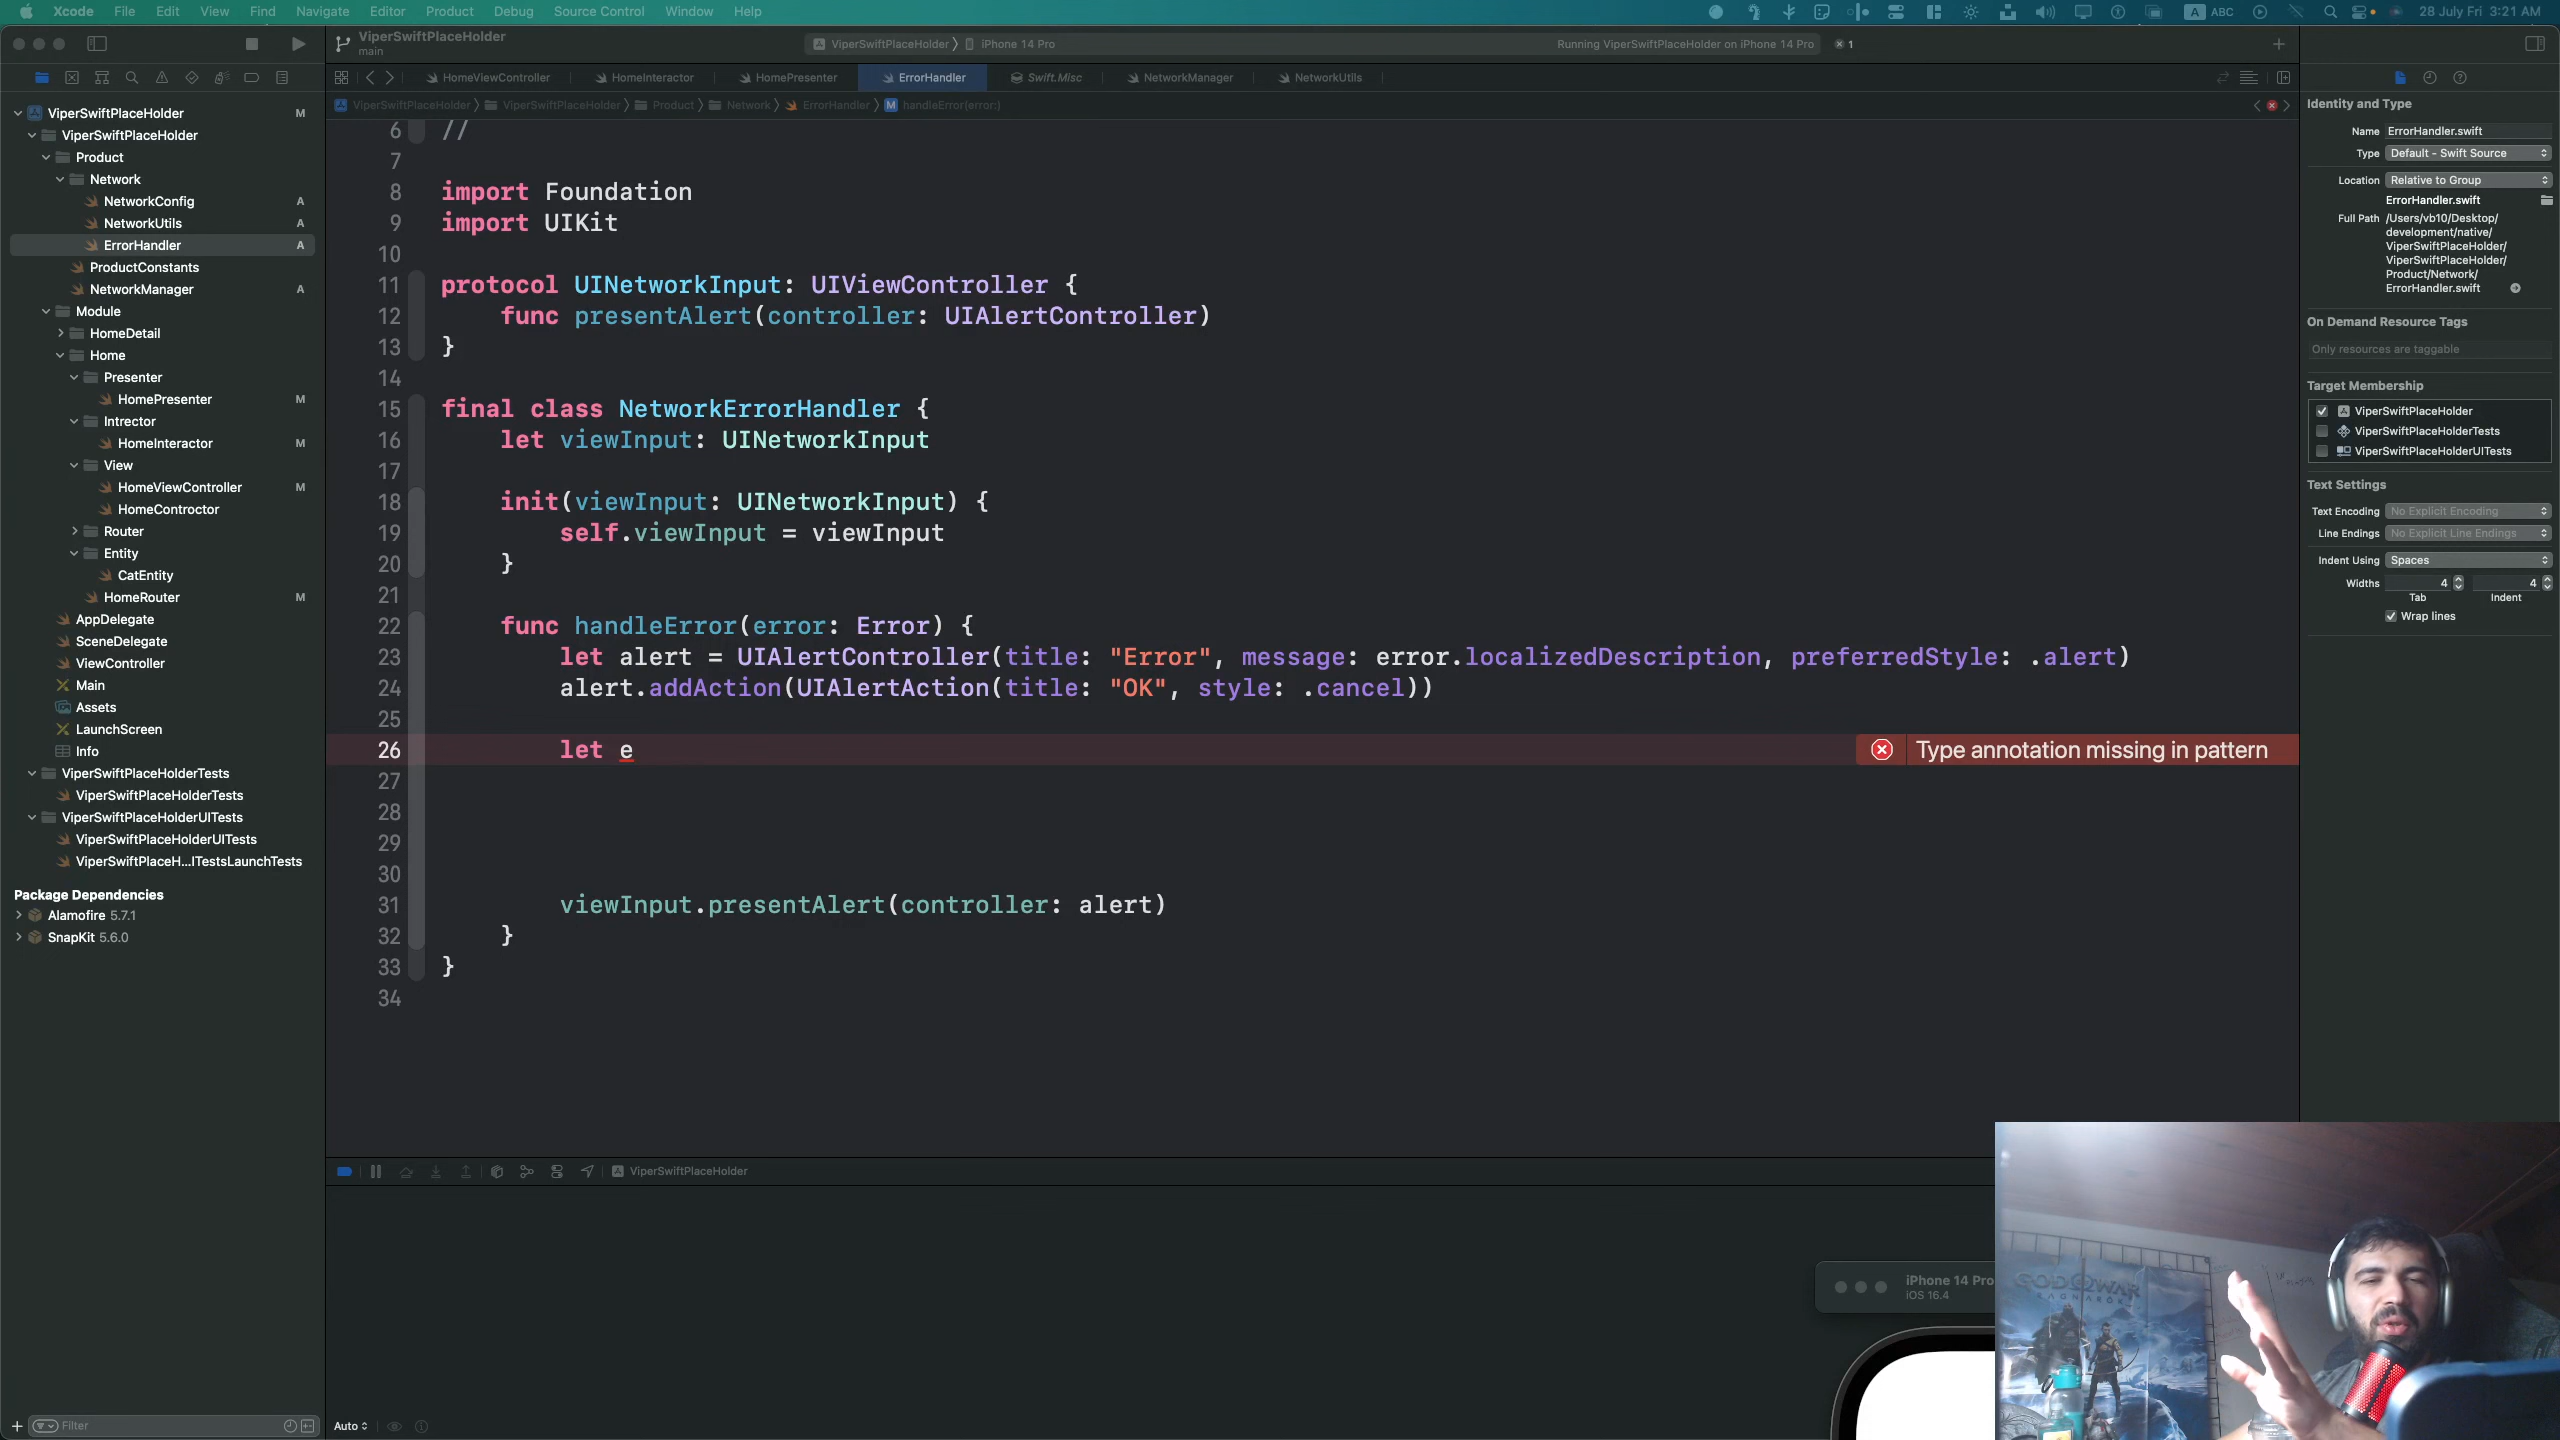 Xcode File Edit View Find Navigate Editor Product Debug Source Control Window Help
ABC 28 July Fri 3:21 AM
ViperSwiftPlaceHolder
main
ViperSwiftPlaceHolder iPhone 14 Pro
Running ViperSwiftPlaceHolder on iPhone 14 Pro 1
HomeViewController HomeInteractor HomePresenter ErrorHandler Swift.Misc NetworkManager NetworkUtils
ViperSwiftPlaceHolder ViperSwiftPlaceHolder Product Network ErrorHandler M handleError(error:)
ViperSwiftPlaceHolder M
ViperSwiftPlaceHolder
Product
Network
NetworkConfig A
NetworkUtils A
ErrorHandler A
ProductConstants
NetworkManager A
Module
HomeDetail
Home
Presenter
HomePresenter M
Intrector
HomeInteractor M
View
HomeViewController M
HomeControctor
Router
Entity
CatEntity
HomeRouter M
AppDelegate
SceneDelegate
ViewController
Main
Assets
LaunchScreen
Info
ViperSwiftPlaceHolderTests
ViperSwiftPlaceHolderTests
ViperSwiftPlaceHolderUITests
ViperSwiftPlaceHolderUITests
ViperSwiftPlaceH...ITestsLaunchTests
Package Dependencies
Alamofire 5.7.1
SnapKit 5.6.0
Filter
6 //
7
8 import Foundation
9 import UIKit
10
11 protocol UINetworkInput: UIViewController {
12 func presentAlert(controller: UIAlertController)
13 }
14
15 final class NetworkErrorHandler {
16 let viewInput: UINetworkInput
17
18 init(viewInput: UINetworkInput) {
19 self.viewInput = viewInput
20 }
21
22 func handleError(error: Error) {
23 let alert = UIAlertController(title: "Error", message: error.localizedDescription, preferredStyle: .alert)
24 alert.addAction(UIAlertAction(title: "OK", style: .cancel))
25
26 let e Type annotation missing in pattern
27
28
29
30
31 viewInput.presentAlert(controller: alert)
32 }
33 }
34
ViperSwiftPlaceHolder
Auto
iPhone 14 Pro
iOS 16.4
Identity and Type
Name ErrorHandler.swift
Type Default - Swift Source
Location Relative to Group
ErrorHandler.swift
Full Path /Users/vb10/Desktop/
development/native/
ViperSwiftPlaceHolder/
ViperSwiftPlaceHolder/
Product/Network/
ErrorHandler.swift
On Demand Resource Tags
Only resources are taggable
Target Membership
ViperSwiftPlaceHolder
ViperSwiftPlaceHolderTests
ViperSwiftPlaceHolderUITests
Text Settings
Text Encoding No Explicit Encoding
Line Endings No Explicit Line Endings
Indent Using Spaces
Widths 4 4
Tab Indent
Wrap lines
GOD OF WAR
RAGNARÖK